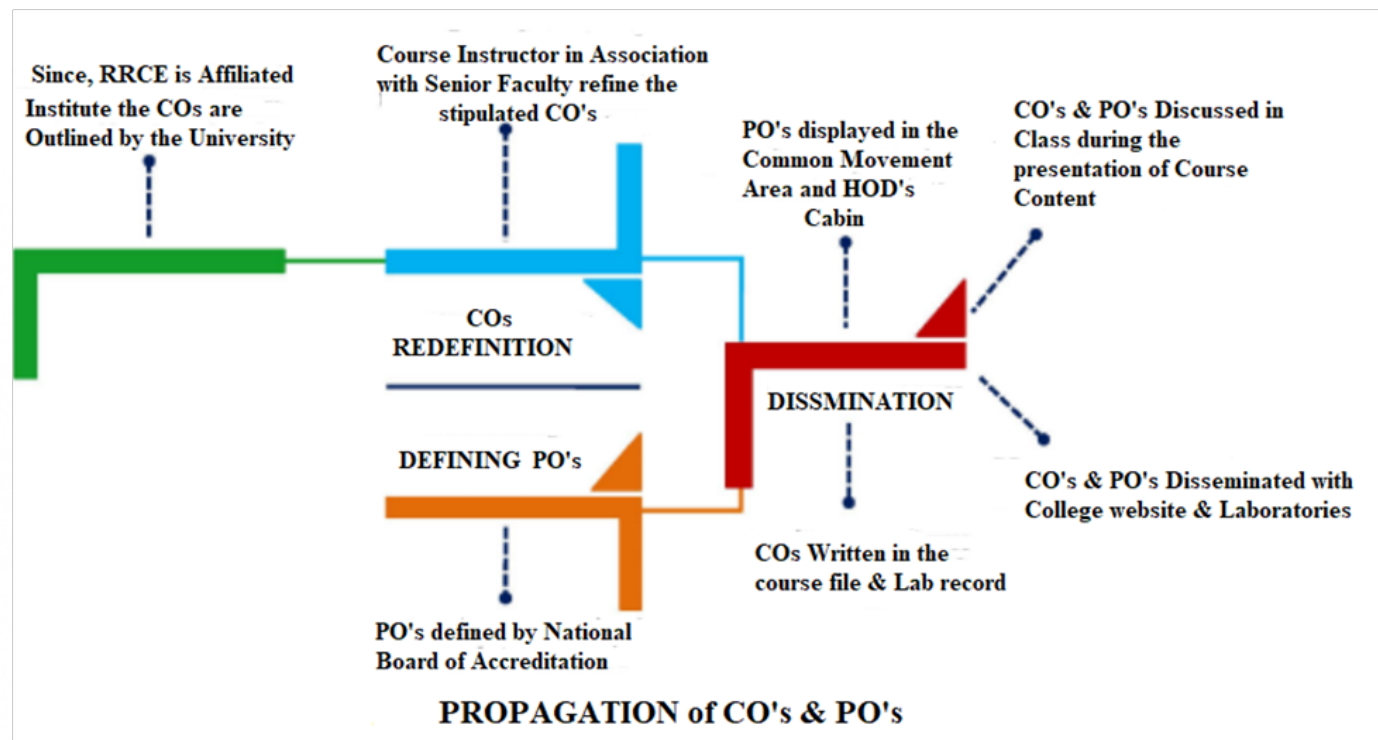 Since, RRCE is Affiliated
Institute the COs are
Outlined by the University
Course Instructor in Association
with Senior Faculty refine the
stipulated CO's
PO's displayed in the
Common Movement
Area and HOD's
Cabin
CO's & PO's Discussed in
Class during the
presentation of Course
Content
COs
REDEFINITION
DISSMINATION
DEFINING PO's
CO's & PO's Disseminated with
College website & Laboratories
COs Written in the
course file & Lab record
PO's defined by National
Board of Accreditation
PROPAGATION of CO's & PO's